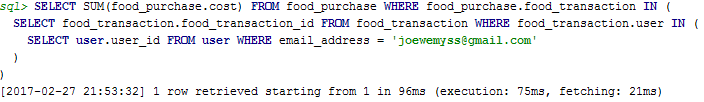 sql> SELECT SUM(food_purchase.cost) FROM food_purchase WHERE food_purchase.food_transaction IN (
SELECT food_transaction.food_transaction_id FROM food_transaction WHERE food_transaction.user IN (
SELECT user.user_id FROM user WHERE email_address = 'joewemyss@gmail.com'
)
)
[2017-02-27 21:53:32] 1 row retrieved starting from 1 in 96ms (execution: 75ms, fetching: 21ms)